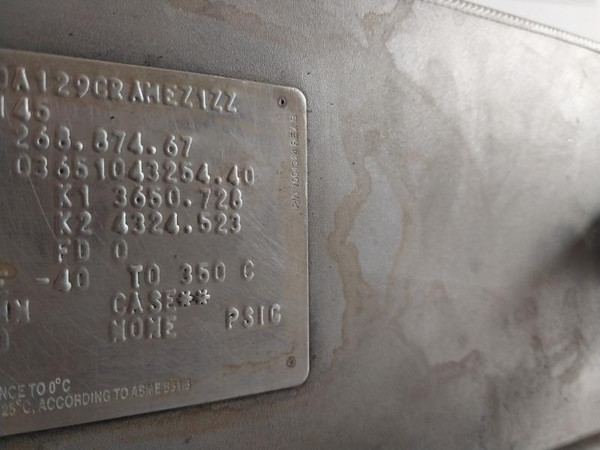 0A129GRAMEZ1ZZ
145
268.874.67
03651043254.40
K1 3650.728
K2 4324.523
FD 0
-40 TO 350 C
CASE**
NONE PSIG
NCE TO 0°C
25°C, ACCORDING TO ASME B31.3